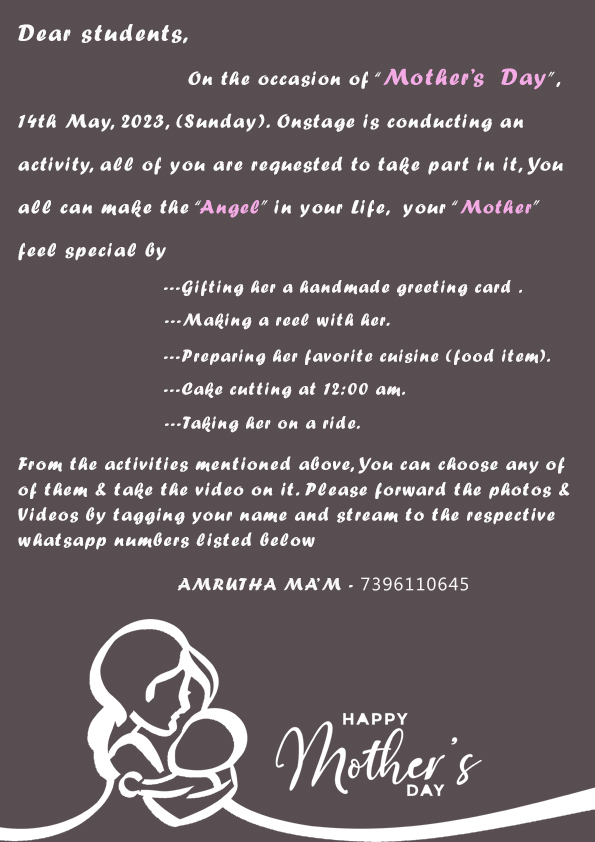 Dear students,
On the occasion of “Mother's Day”,
14th May, 2023, (Sunday). Onstage is conducting an
activity, all of you are requested to take part in it, You
all can make the “Angel” in your Life, your “Mother”
feel special by
---Gifting her a handmade greeting card .
---Making a reel with her.
---Preparing her favorite cuisine (food item).
---Cake cutting at 12:00 am.
---Taking her on a ride.
From the activities mentioned above, You can choose any of
of them & take the video on it. Please forward the photos &
Videos by tagging your name and stream to the respective
whatsapp numbers listed below
AMRUTHA MA'M - 7396110645
HAPPY
Mother's
DAY